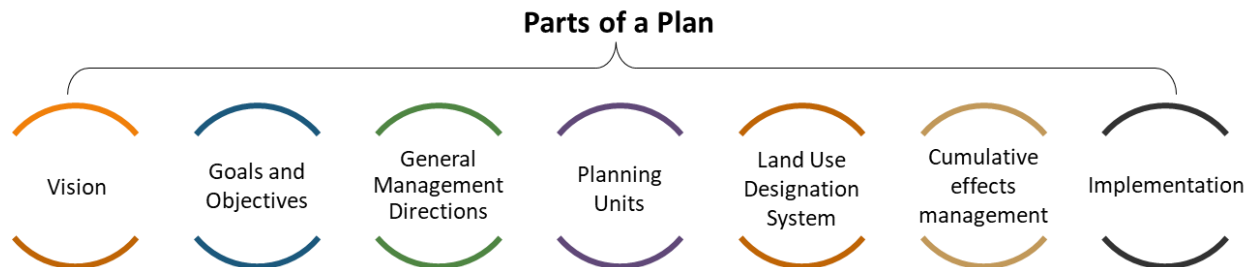 Parts of a Plan
Vision
Goals and
Objectives
General
Management
Directions
Planning
Units
Land Use
Designation
System
Cumulative
effects
management
Implementation